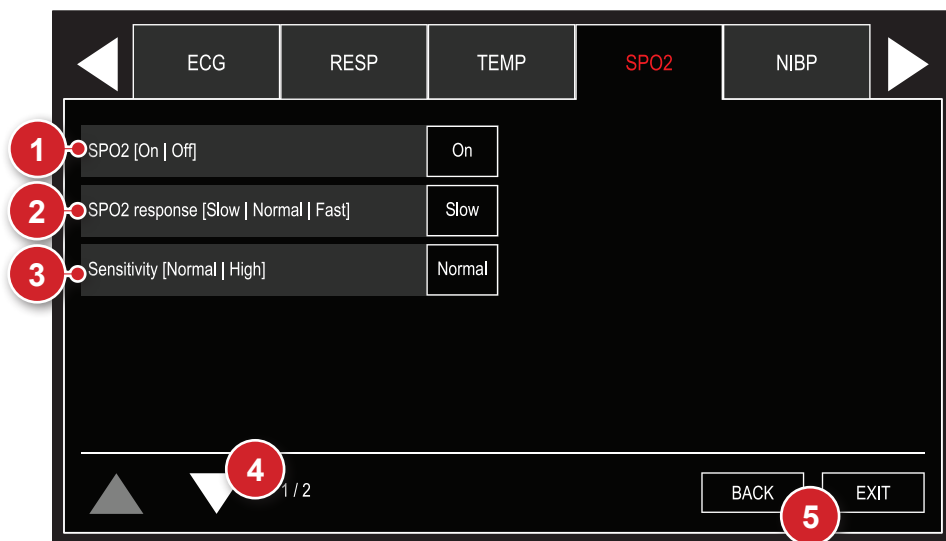 ECG RESP TEMP SPO2 NIBP
1 SPO2 [On | Off] On
2 SPO2 response [Slow | Normal | Fast] Slow
3 Sensitivity [Normal | High] Normal
4 1 / 2 BACK EXIT
5